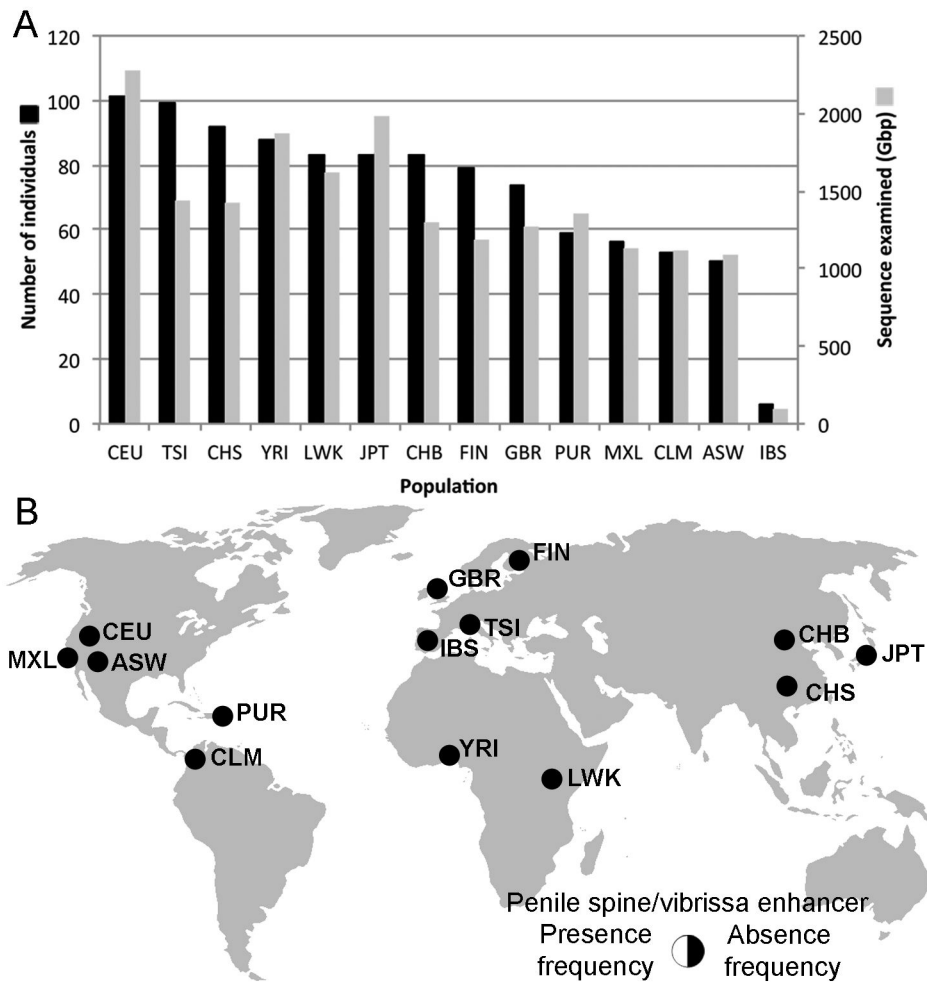 A
120
100
80
60
40
20
0
Number of individuals
2500
2000
1500
1000
500
0
Sequence examined (Gbp)
CEU TSI CHS YRI LWK JPT CHB FIN GBR PUR MXL CLM ASW IBS
Population
B
FIN
GBR
CEU
TSI
CHB
IBS
MXL
ASW
JPT
CHS
PUR
YRI
CLM
LWK
Penile spine/vibrissa enhancer
Presence Absence
frequency frequency